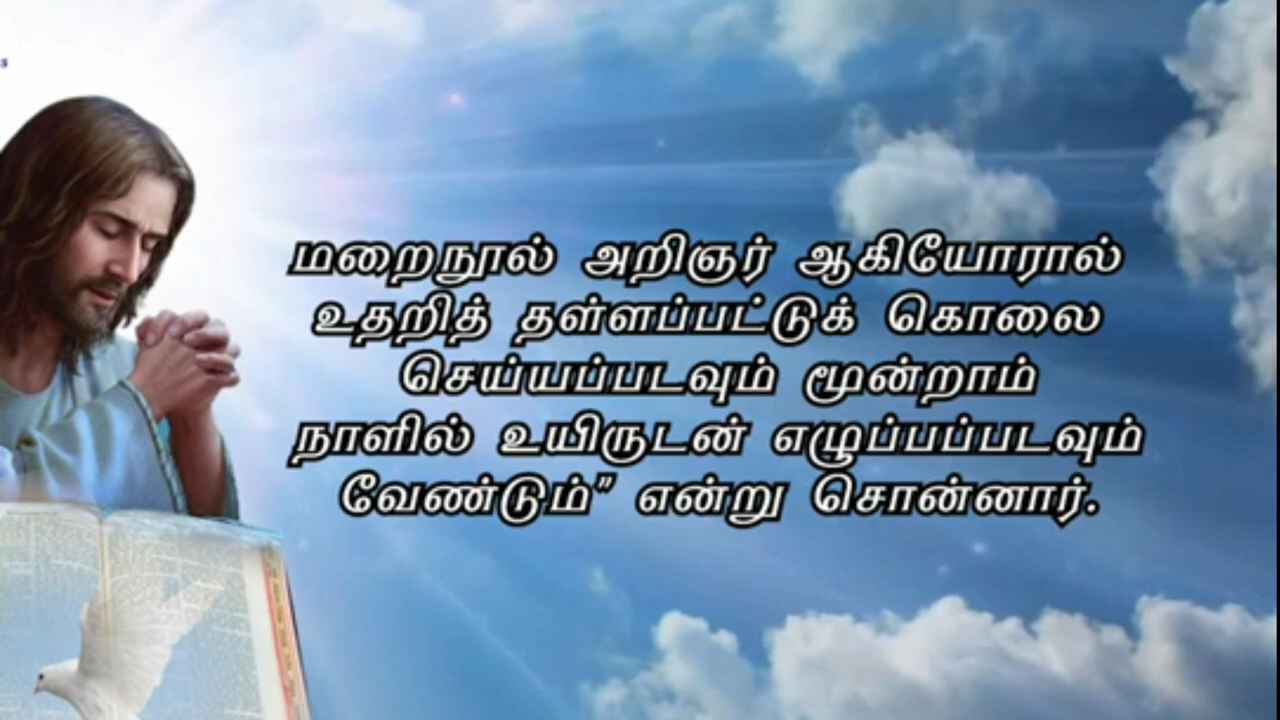 மறைநூல் அறிஞர் ஆகியோரால்
உதறித் தள்ளப்பட்டுக் கொலை
செய்யப்படவும் மூன்றாம்
நாளில் உயிருடன் எழுப்பப்படவும்
வேண்டும்” என்று சொன்னார்.